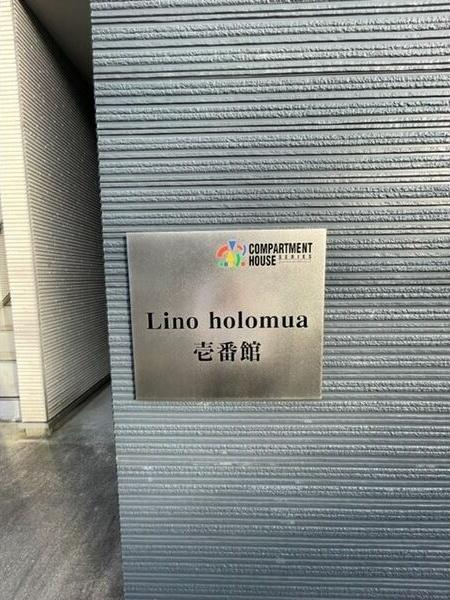 COMPARTMENT
HOUSE SERIES
Lino holomua
壱番館